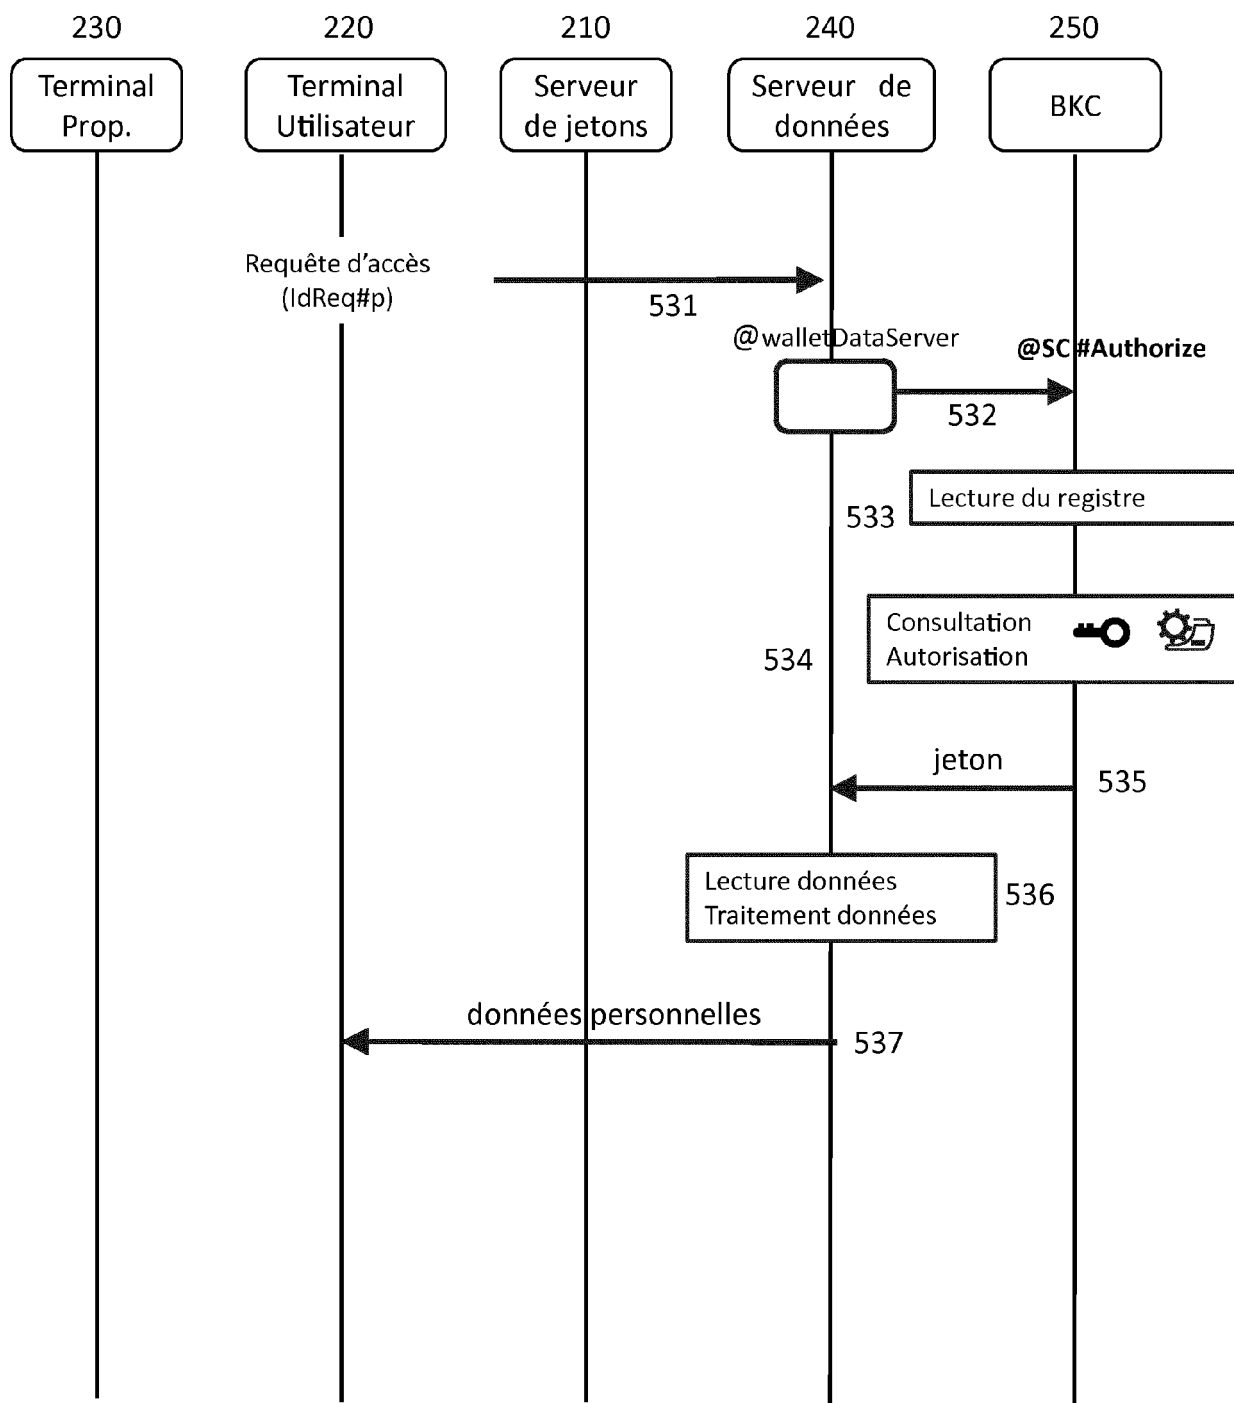 230
220
210
240
250
Terminal
Prop.
Terminal
Utilisateur
Serveur
de jetons
Serveur de
données
BKC
Requête d'accès
(IdReq#p)
531
@walletDataServer
@SC #Authorize
532
533
Lecture du registre
534
Consultation
Autorisation
jeton
535
Lecture données
Traitement données
536
données personnelles
537